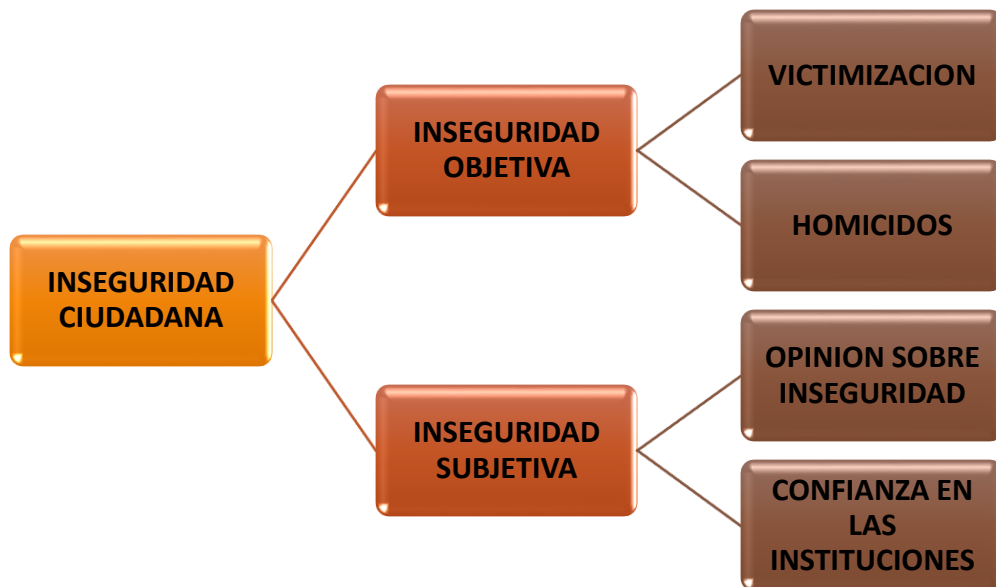 INSEGURIDAD
CIUDADANA
INSEGURIDAD
OBJETIVA
VICTIMIZACION
HOMICIDOS
INSEGURIDAD
SUBJETIVA
OPINION SOBRE
INSEGURIDAD
CONFIANZA EN
LAS
INSTITUCIONES